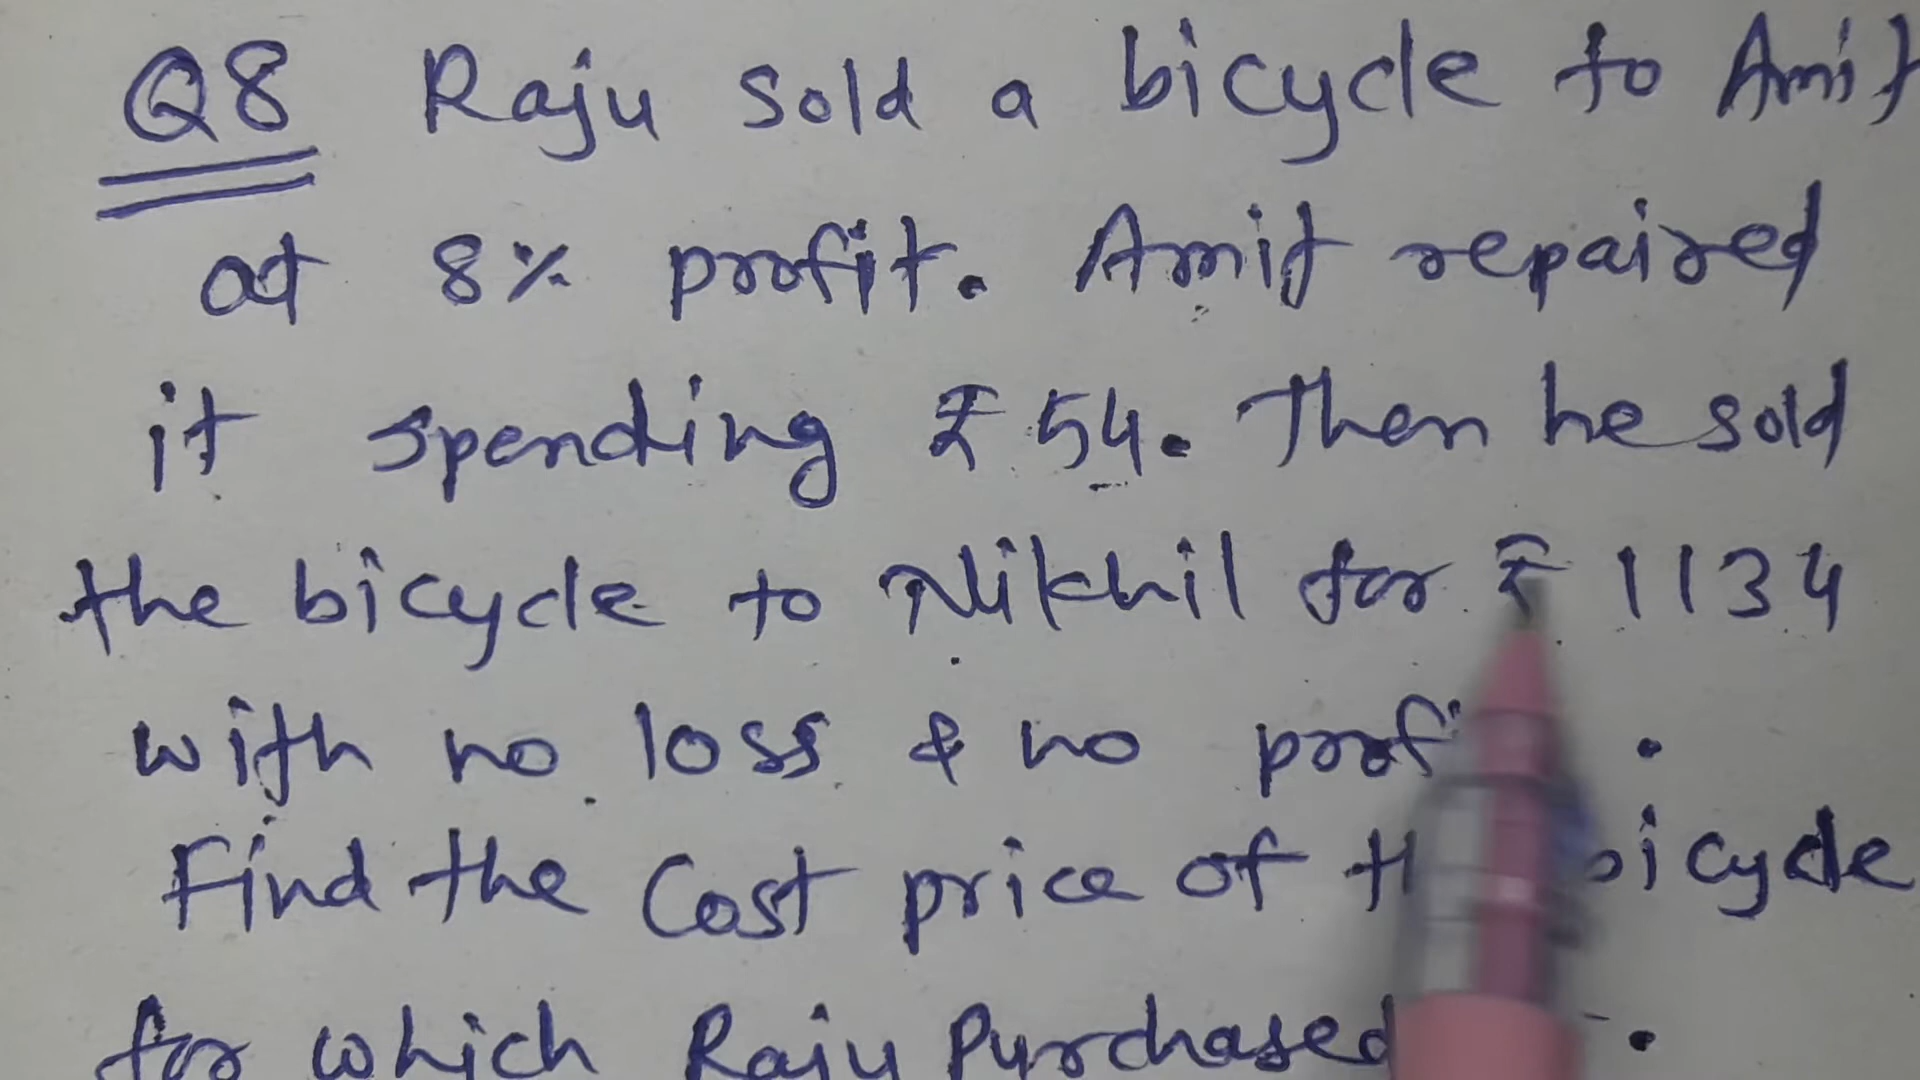 Q8 Raju sold a bicycle to Amit
at 8% profit. Amit repaired
it spending ₹ 54. Then he sold
the bicycle to Nikhil for ₹ 1134
with no loss & no .
Find the Cost price of bicycle
for which Raju Purchased .